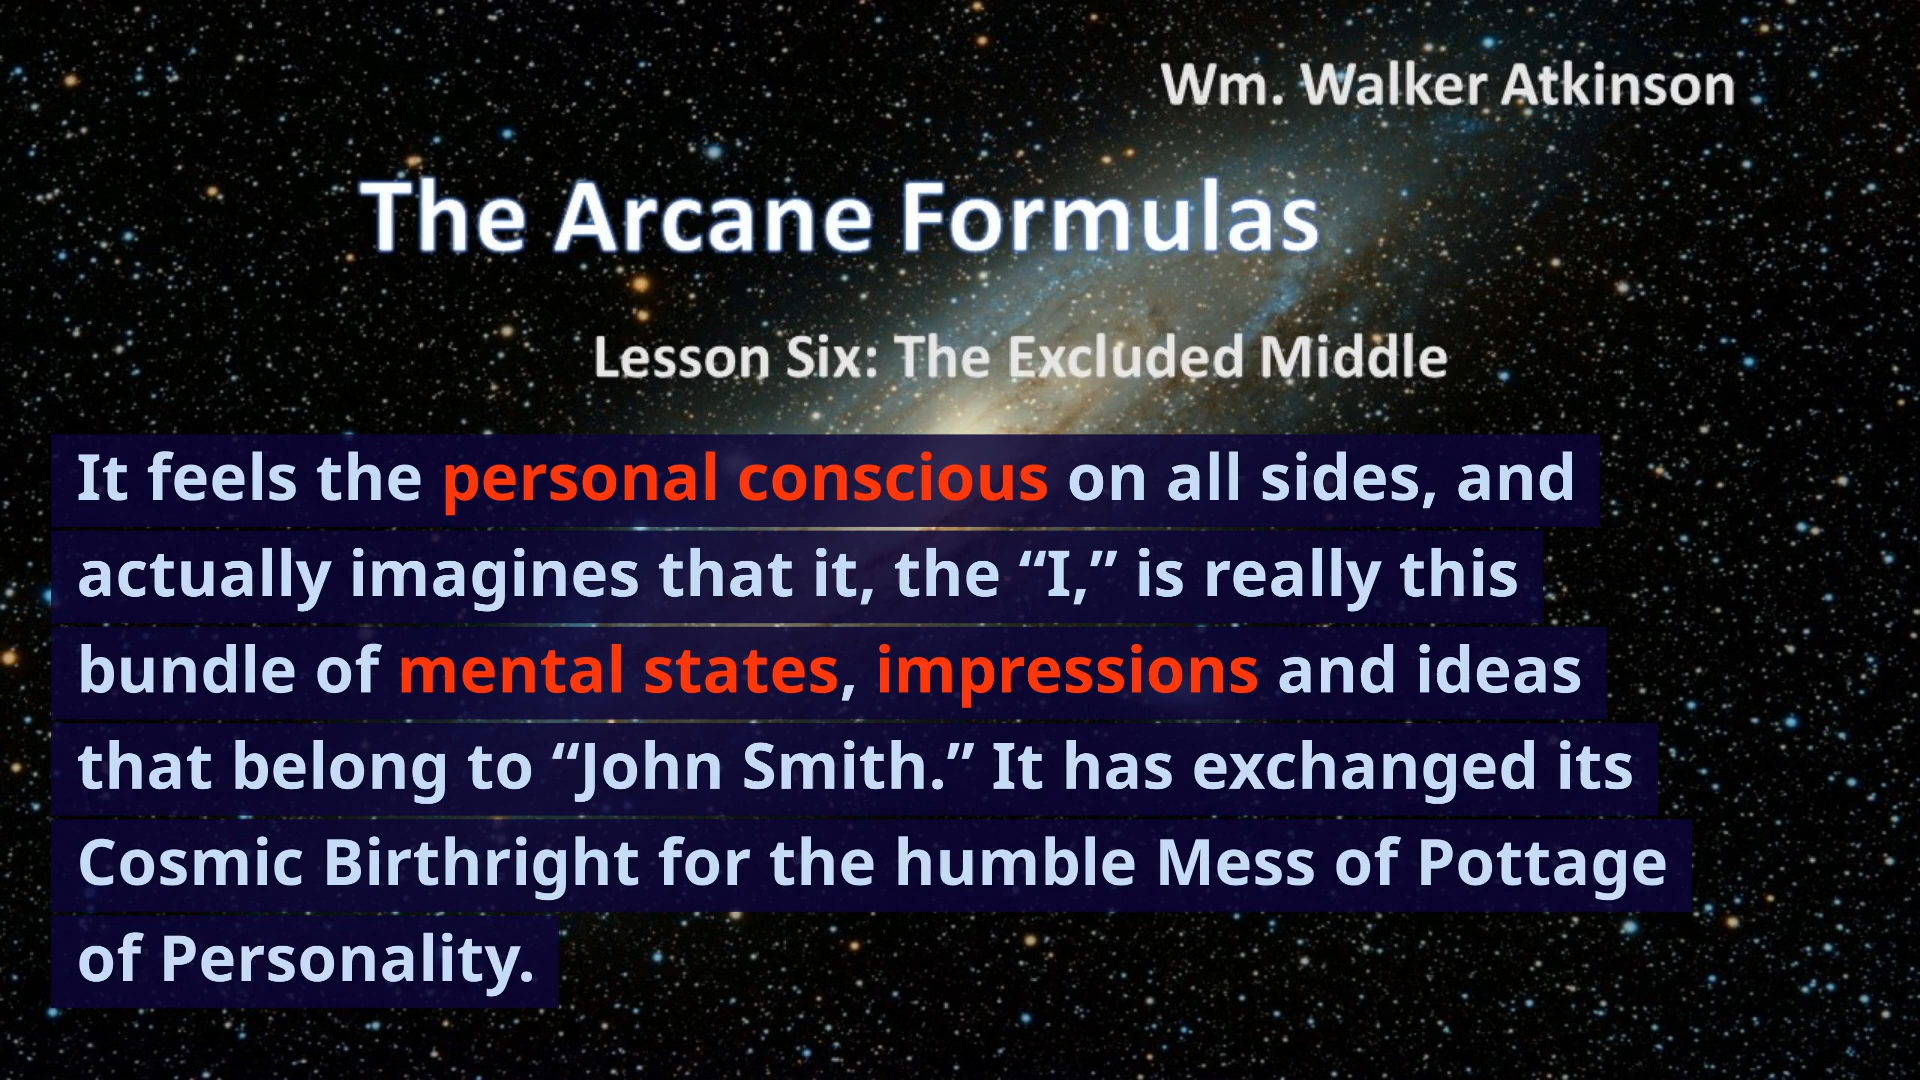 Wm. Walker Atkinson
The Arcane Formulas
Lesson Six: The Excluded Middle
It feels the personal conscious on all sides, and
actually imagines that it, the “I,” is really this
bundle of mental states, impressions and ideas
that belong to “John Smith.” It has exchanged its
Cosmic Birthright for the humble Mess of Pottage
of Personality.